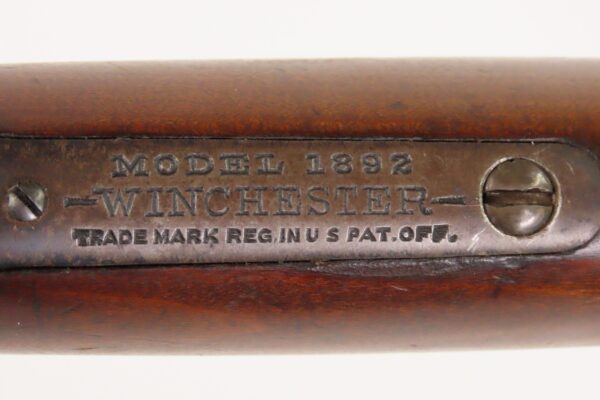 MODEL 1892
-WINCHESTER-
TRADE MARK REG. IN U S PAT. OFF.